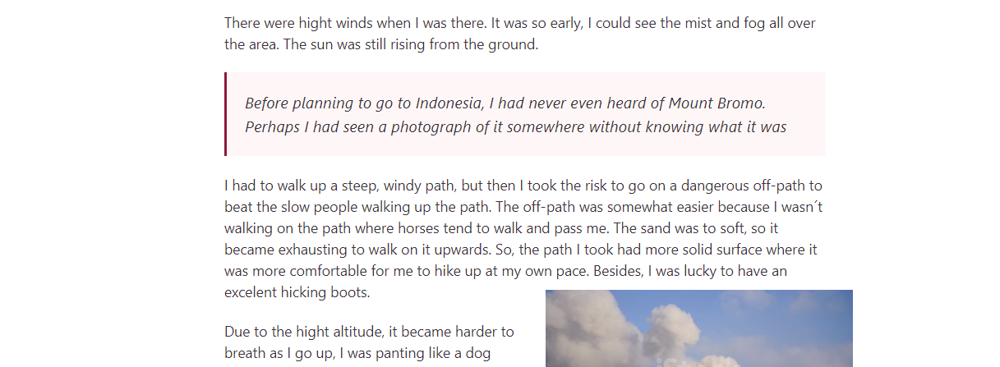 There were hight winds when I was there. It was so early, I could see the mist and fog all over
the area. The sun was still rising from the ground.
Before planning to go to Indonesia, I had never even heard of Mount Bromo.
Perhaps I had seen a photograph of it somewhere without knowing what it was
I had to walk up a steep, windy path, but then I took the risk to go on a dangerous off-path to
beat the slow people walking up the path. The off-path was somewhat easier because I wasn´t
walking on the path where horses tend to walk and pass me. The sand was to soft, so it
became exhausting to walk on it upwards. So, the path I took had more solid surface where it
was more comfortable for me to hike up at my own pace. Besides, I was lucky to have an
excelent hicking boots.
Due to the hight altitude, it became harder to
breath as I go up, I was panting like a dog